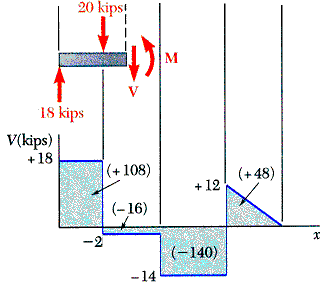 20 kips
M
V
18 kips
V(kips)
+18
(+108)
(-16)
+12
(+48)
x
-2
(-140)
-14